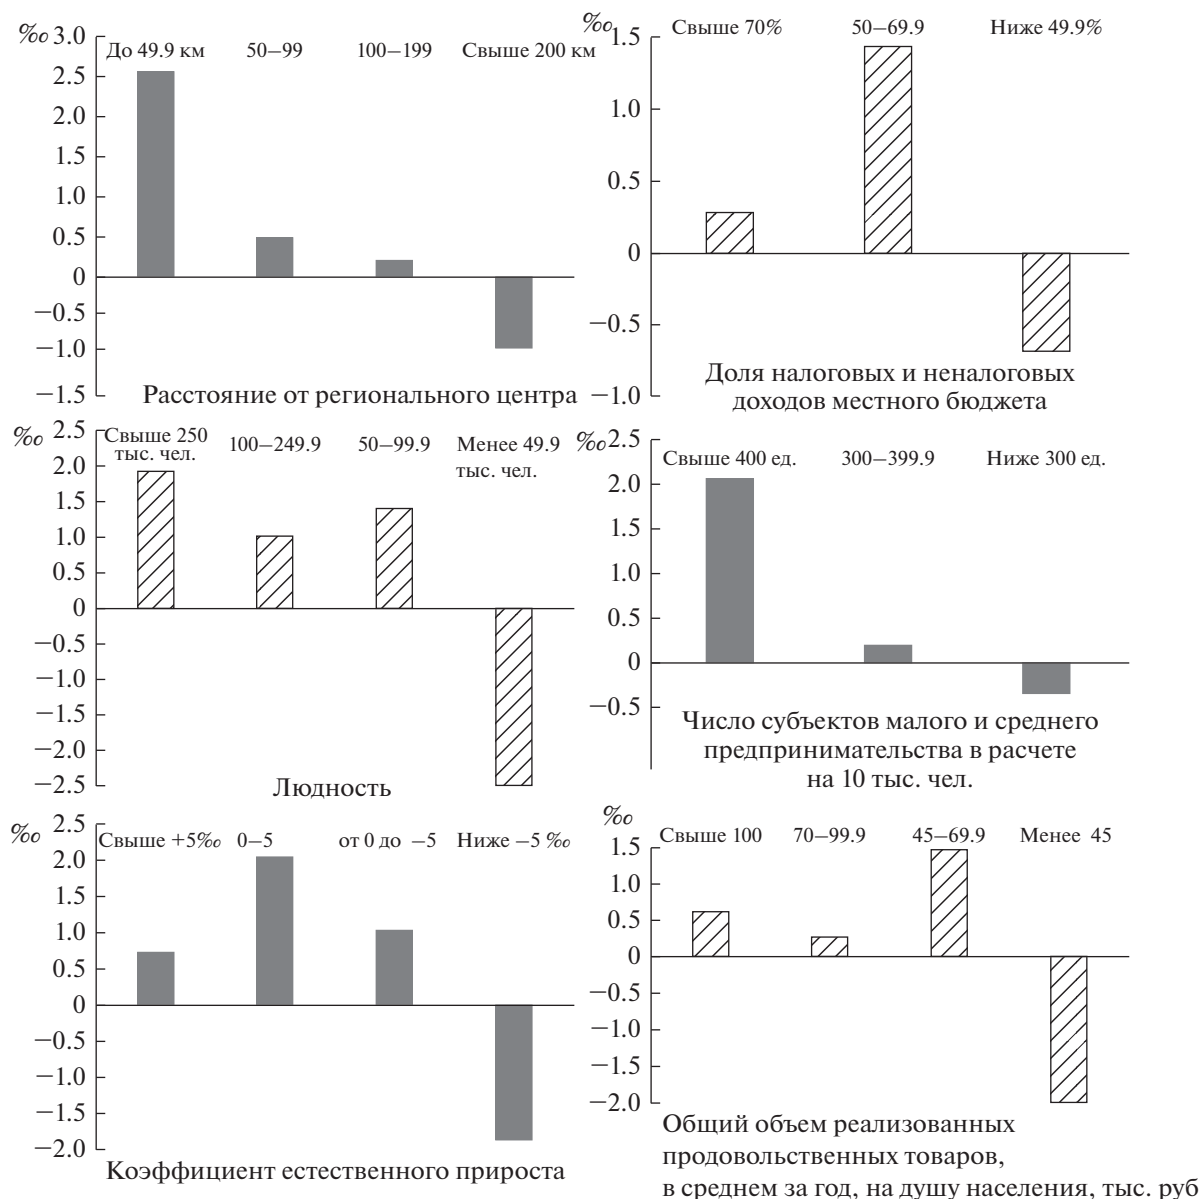 ‰ 3.0
До 49.9 км 50–99 100–199 Свыше 200 км
2.5
2.0
1.5
1.0
0.5
0
−0.5
−1.0
−1.5
Расстояние от регионального центра
‰ 1.5
Свыше 70% 50–69.9 Ниже 49.9%
1.0
0.5
0
−0.5
−1.0
Доля налоговых и неналоговых
доходов местного бюджета
‰ 2.5
Свыше 250 100–249.9 50–99.9 Менее 49.9
тыс. чел. тыс. чел.
2.0
1.5
1.0
0.5
0
−0.5
−1.0
−1.5
−2.0
−2.5
Людность
‰ 2.5
Свыше 400 ед. 300–399.9 Ниже 300 ед.
2.0
1.5
1.0
0.5
0
−0.5
Число субъектов малого и среднего
предпринимательства в расчете
на 10 тыс. чел.
‰ 2.5
Свыше +5‰ 0–5 от 0 до −5 Ниже −5 ‰
2.0
1.5
1.0
0.5
0
−0.5
−1.0
−1.5
−2.0
Коэффициент естественного прироста
‰
Свыше 100 70–99.9 45–69.9 Менее 45
1.5
1.0
0.5
0
−0.5
−1.0
−1.5
−2.0
Общий объем реализованных
продовольственных товаров,
в среднем за год, на душу населения, тыс. руб